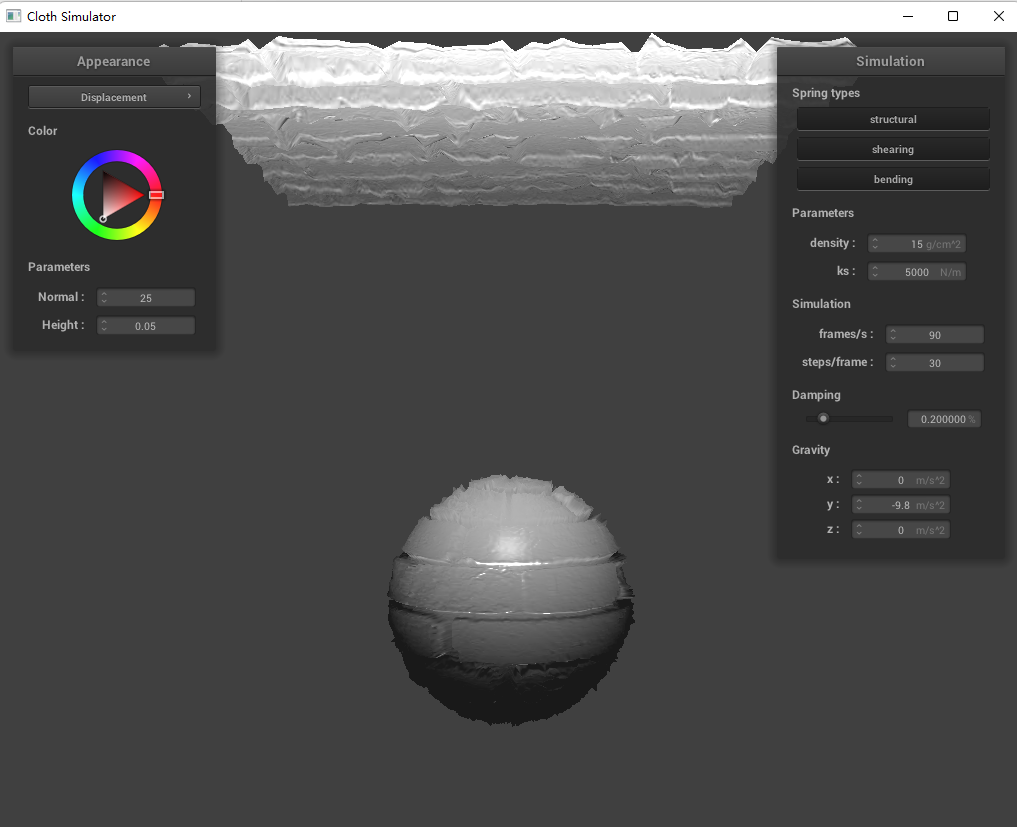 Cloth Simulator
Appearance
Displacement
Color
Parameters
Normal : 25
Height : 0.05
Simulation
Spring types
structural
shearing
bending
Parameters
density : 15 g/cm^2
ks : 5000 N/m
Simulation
frames/s : 90
steps/frame : 30
Damping
0.200000 %
Gravity
x : 0 m/s^2
y : -9.8 m/s^2
z : 0 m/s^2